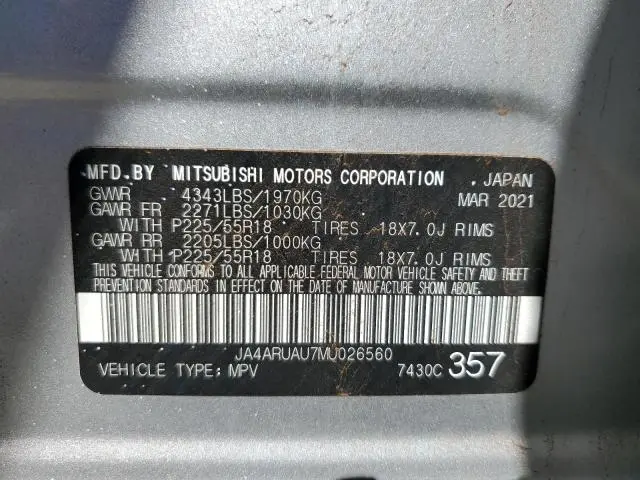 MFD.BY MITSUBISHI MOTORS CORPORATION , JAPAN
GVWR 4343LBS/1970KG MAR 2021
GAWR FR 2271LBS/1030KG
WITH P225/55R18 TIRES 18X7.0J RIMS
GAWR RR 2205LBS/1000KG
WITH P225/55R18 TIRES 18X7.0J RIMS
THIS VEHICLE CONFORMS TO ALL APPLICABLE FEDERAL MOTOR VEHICLE SAFETY AND THEFT
PREVENTION STANDARDS IN EFFECT ON THE DATE OF MANUFACTURE SHOWN ABOVE.
JA4ARUAU7MU026560
VEHICLE TYPE:MPV 7430C 357